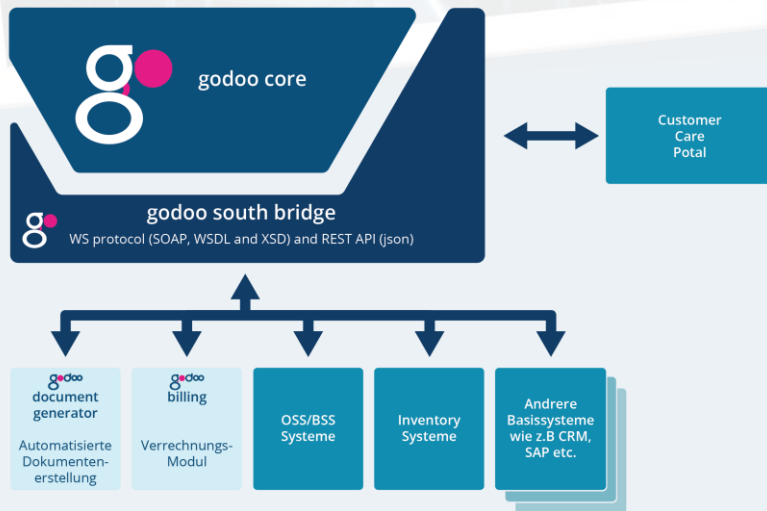 g
godoo core
Customer
Care
Potal
g
godoo south bridge
WS protocol (SOAP, WSDL and XSD) and REST API (json)
godoo
document
generator
Automatisierte
Dokumenten-
erstellung
godoo
billing
Verrechnungs-
Modul
OSS/BSS
Systeme
Inventory
Systeme
Andrere
Basissysteme
wie z.B CRM,
SAP etc.